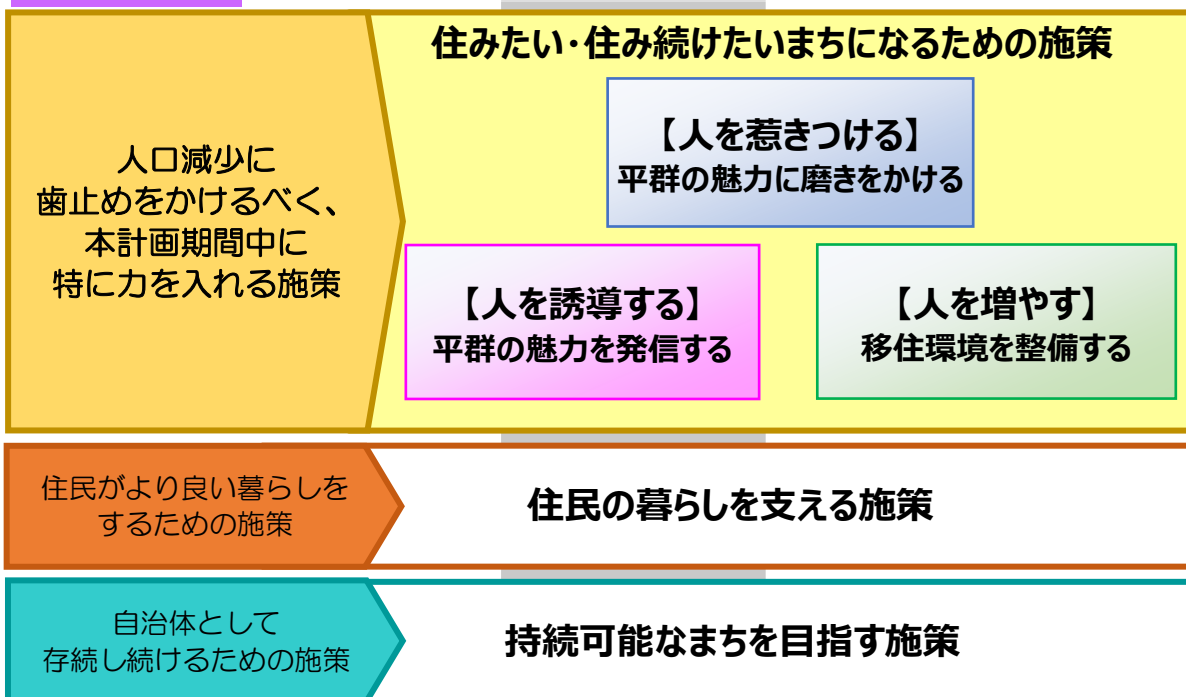 人口減少に
歯止めをかけるべく、
本計画期間中に
特に力を入れる施策
住みたい・住み続けたいまちになるための施策
【人を惹きつける】
平群の魅力に磨きをかける
【人を誘導する】
平群の魅力を発信する
【人を増やす】
移住環境を整備する
住民がより良い暮らしを
するための施策
住民の暮らしを支える施策
自治体として
存続し続けるための施策
持続可能なまちを目指す施策